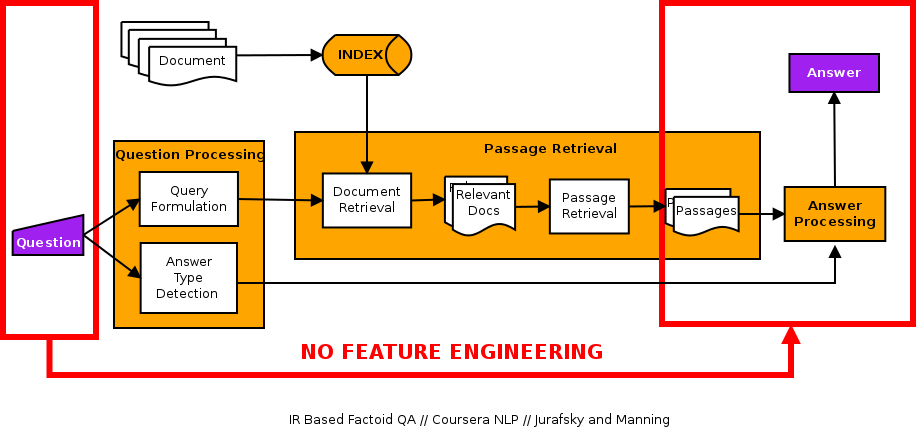 Document
INDEX
Answer
Question Processing
Passage Retrieval
Query
Formulation
Document
Retrieval
Relevant
Docs
Passage
Retrieval
Passages
Answer
Processing
Question
Answer
Type
Detection
NO FEATURE ENGINEERING
IR Based Factoid QA // Coursera NLP // Jurafsky and Manning